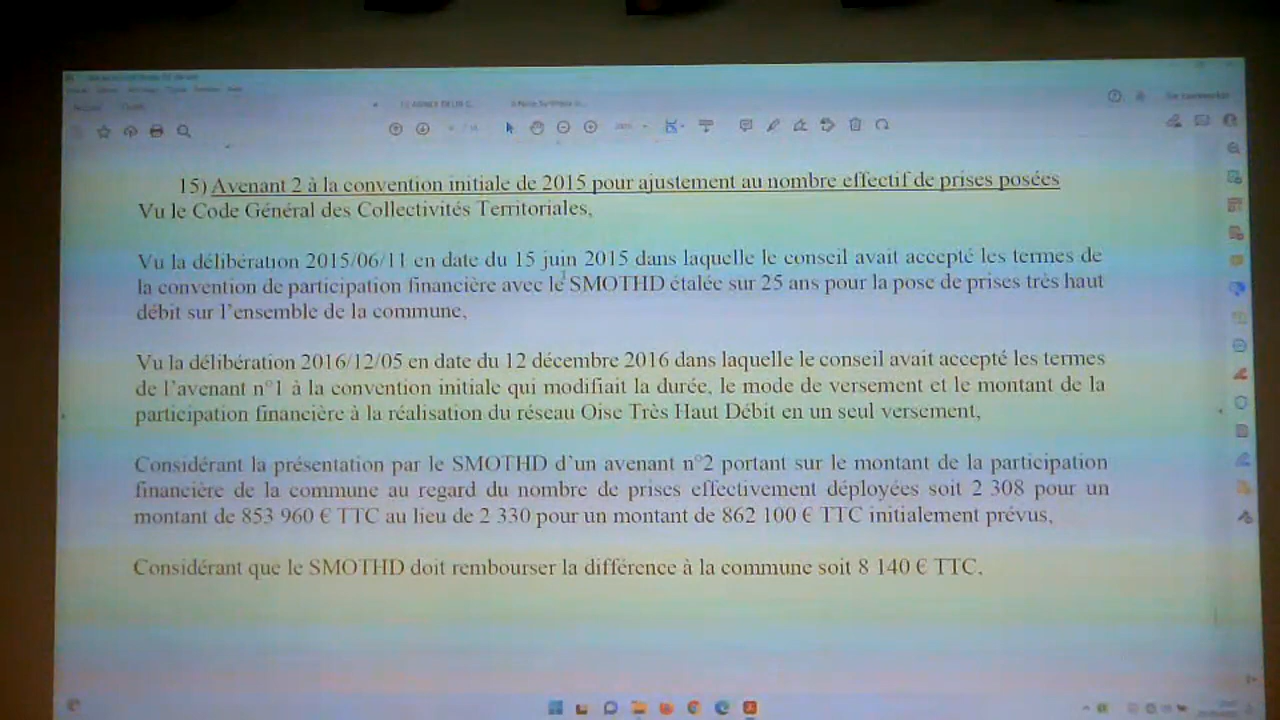 15) Avenant 2 à la convention initiale de 2015 pour ajustement au nombre effectif de prises posées
Vu le Code Général des Collectivités Territoriales,
Vu la délibération 2015/06/11 en date du 15 juin 2015 dans laquelle le conseil avait accepté les termes de
la convention de participation financière avec le SMOTHD étalée sur 25 ans pour la pose de prises très haut
débit sur l'ensemble de la commune,
Vu la délibération 2016/12/05 en date du 12 décembre 2016 dans laquelle le conseil avait accepté les termes
de l'avenant n°1 à la convention initiale qui modifiait la durée, le mode de versement et le montant de la
participation financière à la réalisation du réseau Oise Très Haut Débit en un seul versement,
Considérant la présentation par le SMOTHD d'un avenant n°2 portant sur le montant de la participation
financière de la commune au regard du nombre de prises effectivement déployées soit 2 308 pour un
montant de 853 960 € TTC au lieu de 2 330 pour un montant de 862 100 € TTC initialement prévus,
Considérant que le SMOTHD doit rembourser la différence à la commune soit 8 140 € TTC.